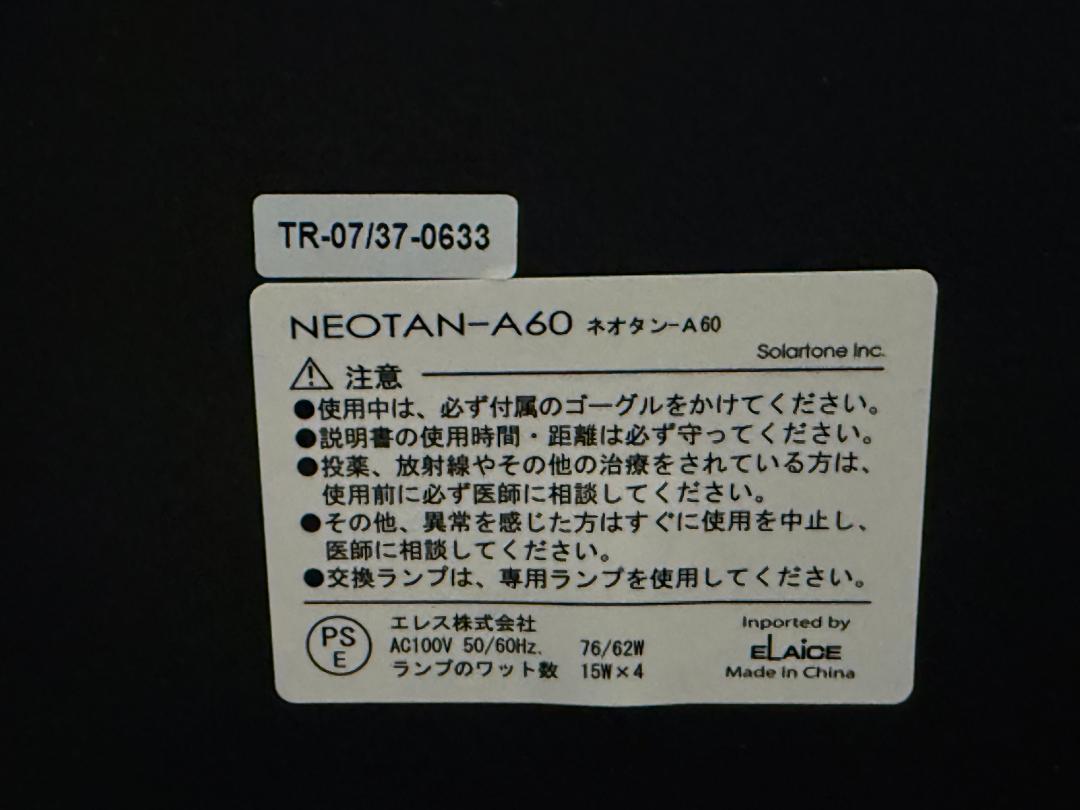 TR-07/37-0633
NEOTAN-A60 ネオタン-A60
Solartone Inc.
注意
●使用中は、必ず付属のゴーグルをかけてください。
●説明書の使用時間・距離は必ず守ってください。
●投薬、放射線やその他の治療をされている方は、
使用前に必ず医師に相談してください。
●その他、異常を感じた方はすぐに使用を中止し、
医師に相談してください。
●交換ランプは、専用ランプを使用してください。
PS
E
エレス株式会社
AC100V 50/60Hz. 76/62W
ランプのワット数 15W×4
Inported by
ELAiCE
Made in China